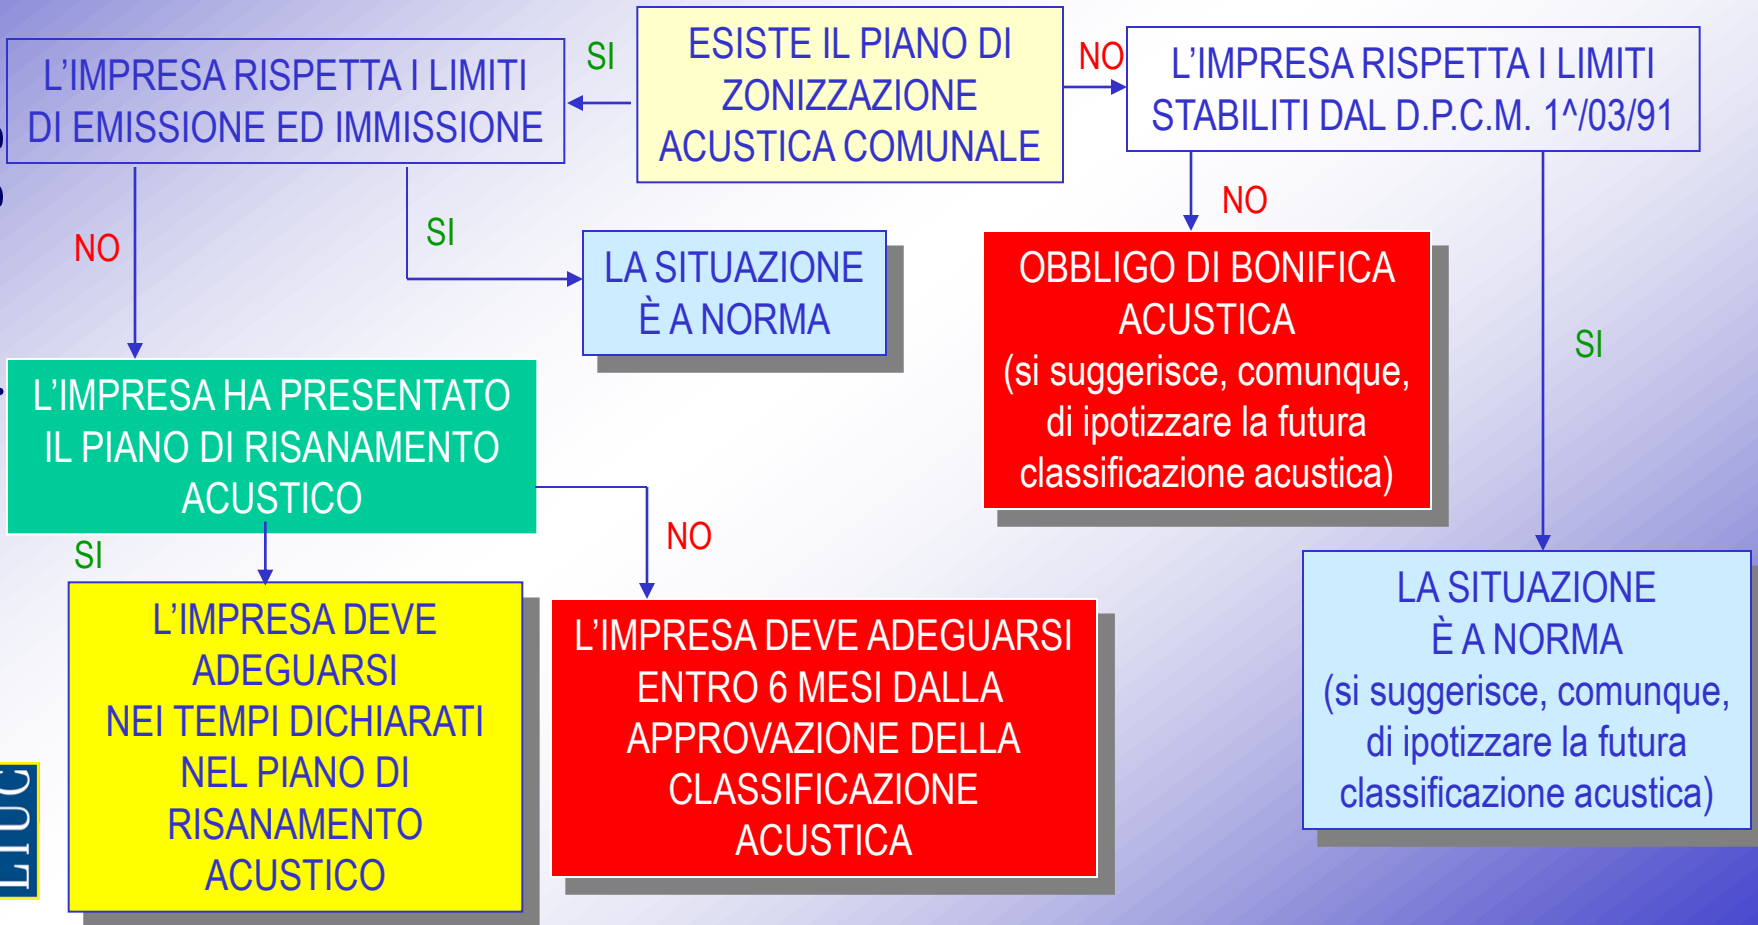 ESISTE IL PIANO DI
ZONIZZAZIONE
ACUSTICA COMUNALE
SI
NO
L'IMPRESA RISPETTA I LIMITI
DI EMISSIONE ED IMMISSIONE
L'IMPRESA RISPETTA I LIMITI
STABILITI DAL D.P.C.M. 1^/03/91
NO
SI
LA SITUAZIONE
È A NORMA
NO
OBBLIGO DI BONIFICA
ACUSTICA
(si suggerisce, comunque,
di ipotizzare la futura
classificazione acustica)
SI
L'IMPRESA HA PRESENTATO
IL PIANO DI RISANAMENTO
ACUSTICO
SI
NO
L'IMPRESA DEVE
ADEGUARSI
NEI TEMPI DICHIARATI
NEL PIANO DI
RISANAMENTO
ACUSTICO
L'IMPRESA DEVE ADEGUARSI
ENTRO 6 MESI DALLA
APPROVAZIONE DELLA
CLASSIFICAZIONE
ACUSTICA
LA SITUAZIONE
È A NORMA
(si suggerisce, comunque,
di ipotizzare la futura
classificazione acustica)
LIUC